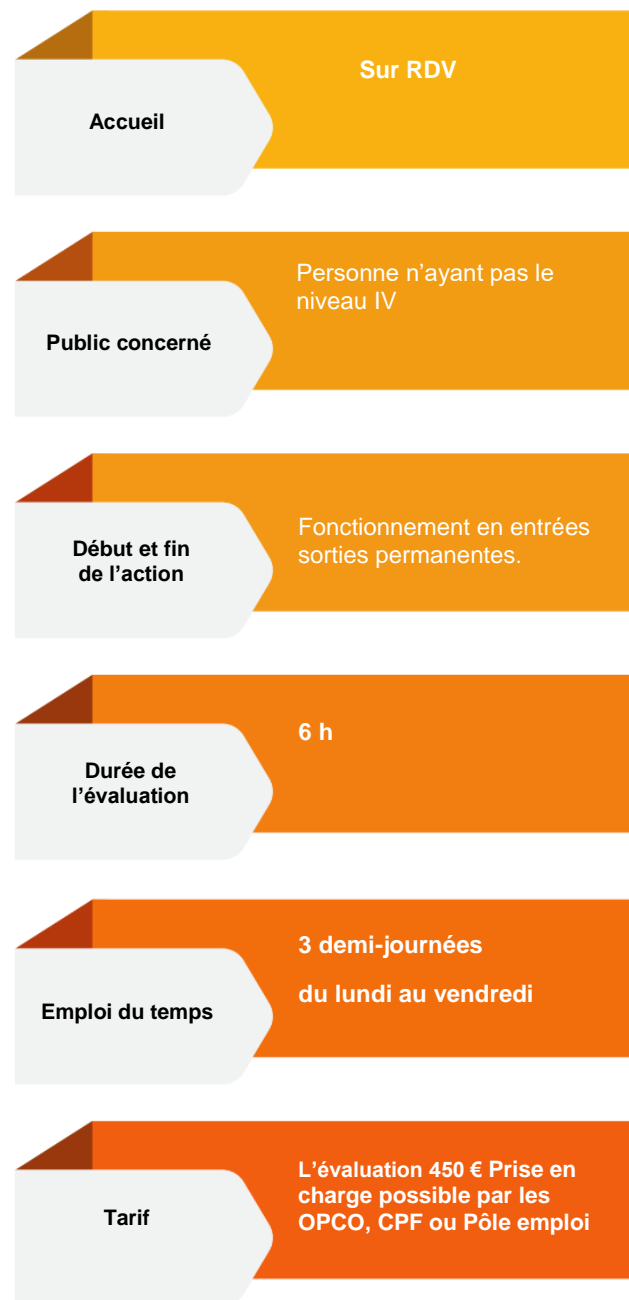 Sur RDV
Accueil
Personne n'ayant pas le
niveau IV
Public concerné
Fonctionnement en entrées
sorties permanentes.
Début et fin
de l'action
6 h
Durée de
l'évaluation
3 demi-journées
du lundi au vendredi
Emploi du temps
L'évaluation 450 € Prise en
charge possible par les
OPCO, CPF ou Pôle emploi
Tarif